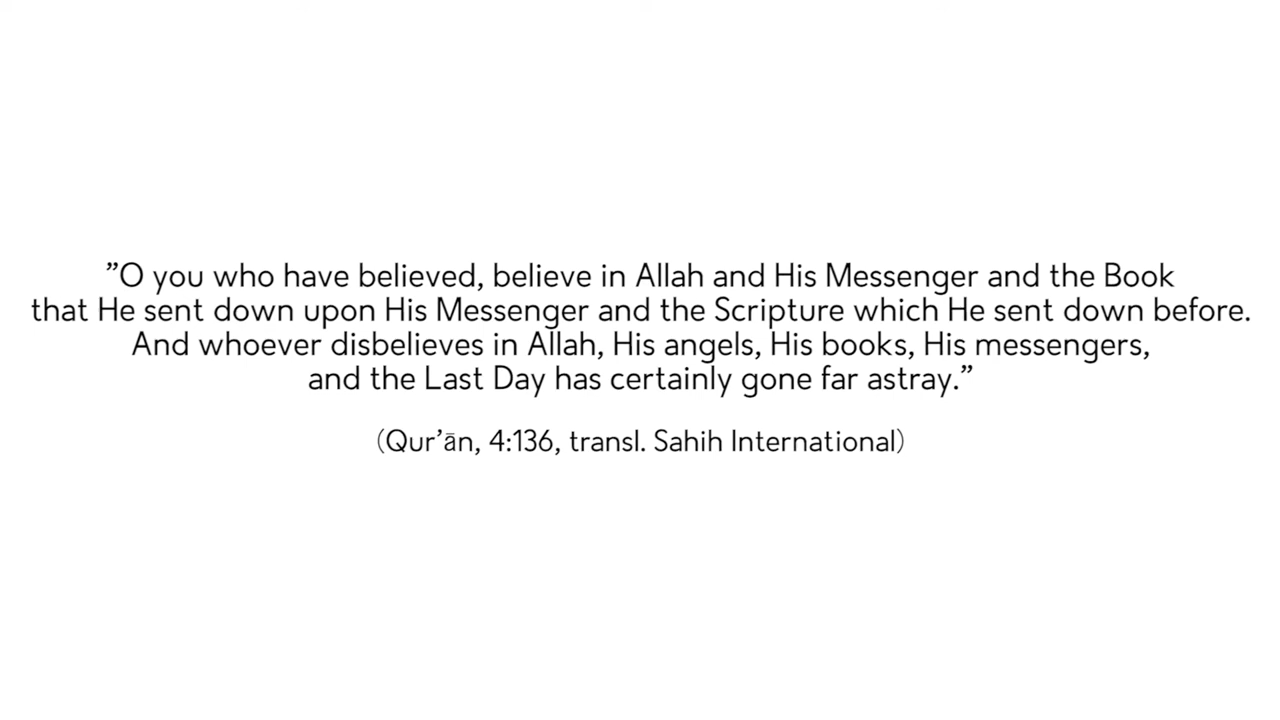 ”O you who have believed, believe in Allah and His Messenger and the Book
that He sent down upon His Messenger and the Scripture which He sent down before.
And whoever disbelieves in Allah, His angels, His books, His messengers,
and the Last Day has certainly gone far astray.”
(Qur’ān, 4:136, transl. Sahih International)